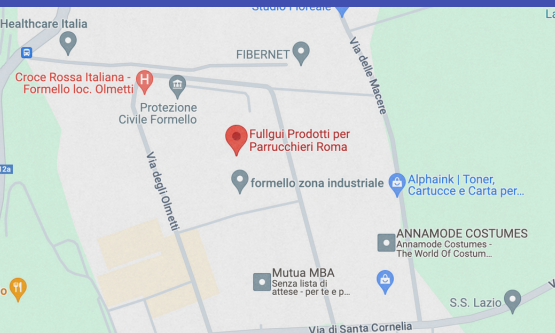 Studio Floreale
La
Healthcare Italia
FIBERNET
Via delle Macere
Croce Rossa Italiana -
Formello loc. Olmetti
Protezione
Civile Formello
Fullgui Prodotti per
Parrucchieri Roma
12a
Via degli Olmetti
formello zona industriale
Alphaink | Toner,
Cartucce e Carta per...
ANNAMODE COSTUMES
Annamode Costumes -
The World Of Costum...
Mutua MBA
Senza lista di
attese - per te e p...
o
S.S. Lazio
V
Via di Santa Cornelia